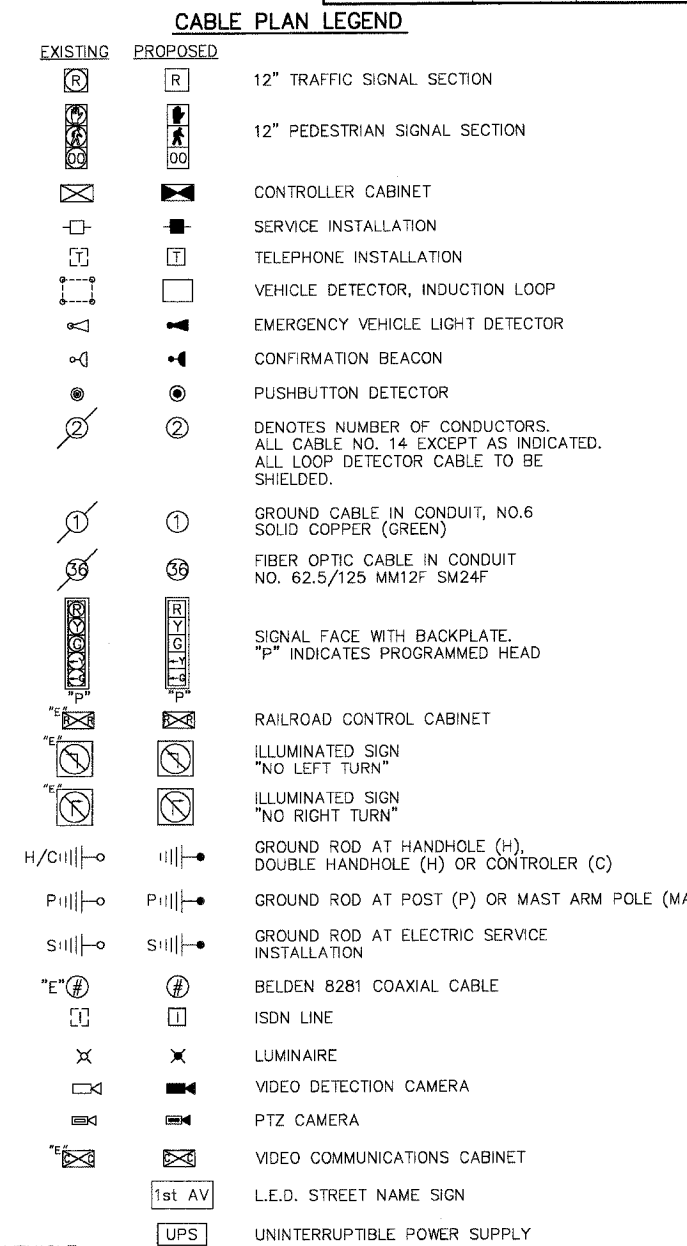 CABLE PLAN LEGEND
EXISTING PROPOSED
R R 12" TRAFFIC SIGNAL SECTION
12" PEDESTRIAN SIGNAL SECTION
00 00
CONTROLLER CABINET
SERVICE INSTALLATION
T T TELEPHONE INSTALLATION
VEHICLE DETECTOR, INDUCTION LOOP
EMERGENCY VEHICLE LIGHT DETECTOR
CONFIRMATION BEACON
PUSHBUTTON DETECTOR
2 2 DENOTES NUMBER OF CONDUCTORS.
ALL CABLE NO. 14 EXCEPT AS INDICATED.
ALL LOOP DETECTOR CABLE TO BE
SHIELDED.
1 1 GROUND CABLE IN CONDUIT, NO.6
SOLID COPPER (GREEN)
36 36 FIBER OPTIC CABLE IN CONDUIT
NO. 62.5/125 MM12F SM24F
R R
Y Y
G G SIGNAL FACE WITH BACKPLATE.
←Y ←Y "P" INDICATES PROGRAMMED HEAD
←G ←G
"P" "P"
"E" R R R R RAILROAD CONTROL CABINET
"E" ILLUMINATED SIGN
"NO LEFT TURN"
"E" ILLUMINATED SIGN
"NO RIGHT TURN"
H/C GROUND ROD AT HANDHOLE (H),
DOUBLE HANDHOLE (H) OR CONTROLER (C)
P P GROUND ROD AT POST (P) OR MAST ARM POLE (MA
S S GROUND ROD AT ELECTRIC SERVICE
INSTALLATION
"E" # # BELDEN 8281 COAXIAL CABLE
I I ISDN LINE
LUMINAIRE
VIDEO DETECTION CAMERA
PTZ CAMERA
"E" C C C C VIDEO COMMUNICATIONS CABINET
1st AV L.E.D. STREET NAME SIGN
UPS UNINTERRUPTIBLE POWER SUPPLY